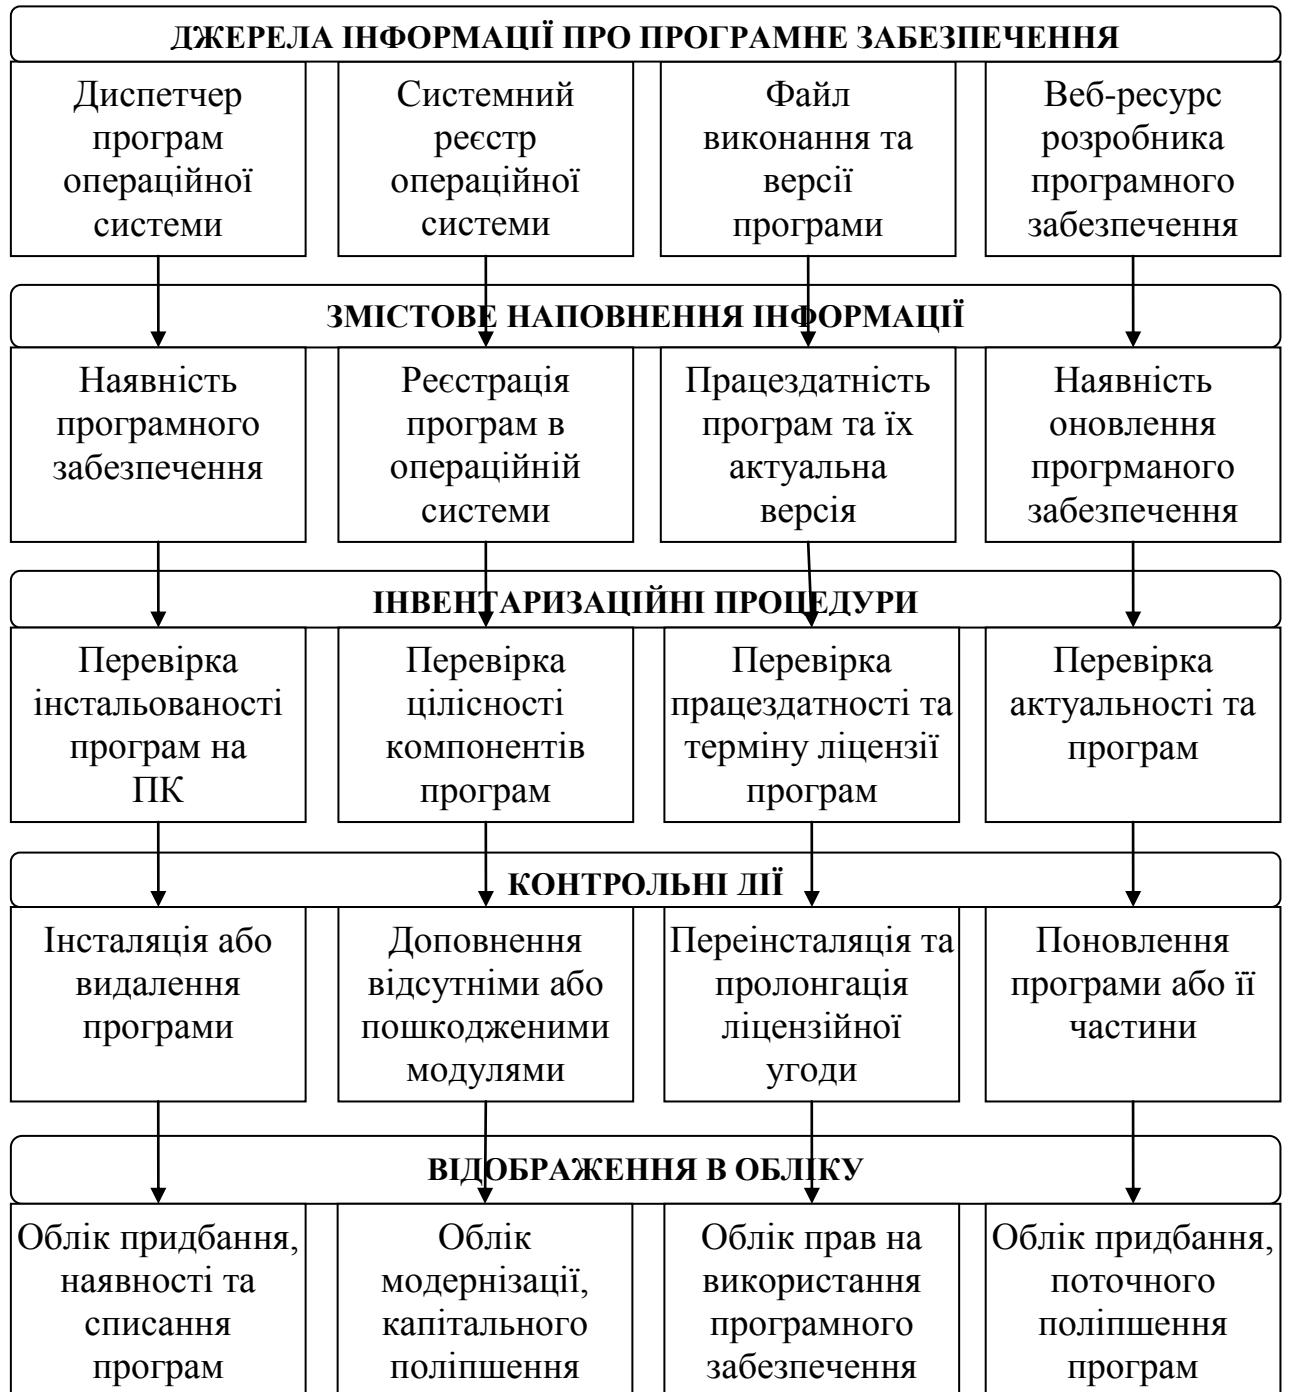 ДЖЕРЕЛА ІНФОРМАЦІЇ ПРО ПРОГРАМНЕ ЗАБЕЗПЕЧЕННЯ
Диспетчер
програм
операційної
системи
Системний
реєстр
операційної
системи
Файл
виконання та
версії
програми
Веб-ресурс
розробника
програмного
забезпечення
ЗМІСТОВЕ НАПОВНЕННЯ ІНФОРМАЦІЇ
Наявність
програмного
забезпечення
Реєстрація
програм в
операційній
системи
Працездатність
програм та їх
актуальна
версія
Наявність
оновлення
прогрманого
забезпечення
ІНВЕНТАРИЗАЦІЙНІ ПРОЦЕДУРИ
Перевірка
інстальованості
програм на
ПК
Перевірка
цілісності
компонентів
програм
Перевірка
працездатності та
терміну ліцензії
програм
Перевірка
актуальності та
програм
КОНТРОЛЬНІ ДІЇ
Інсталяція або
видалення
програми
Доповнення
відсутніми або
пошкодженими
модулями
Переінсталяція та
пролонгація
ліцензійної
угоди
Поновлення
програми або її
частини
ВІДОБРАЖЕННЯ В ОБЛІКУ
Облік придбання,
наявності та
списання
програм
Облік
модернізації,
капітального
поліпшення
Облік прав на
використання
програмного
забезпечення
Облік придбання,
поточного
поліпшення
програм